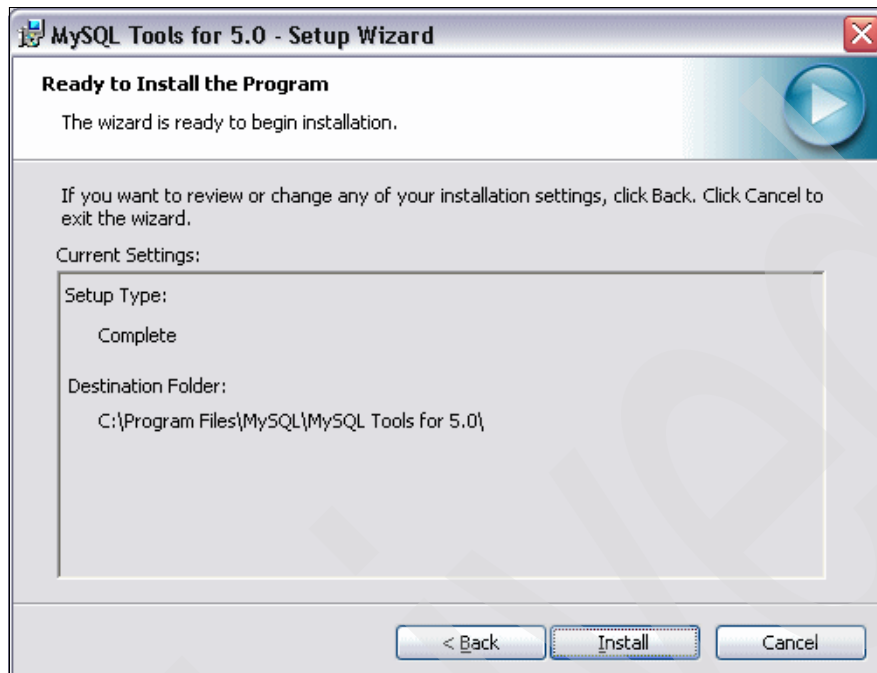 MySQL Tools for 5.0 - Setup Wizard
Ready to Install the Program
The wizard is ready to begin installation.
If you want to review or change any of your installation settings, click Back. Click Cancel to
exit the wizard.
Current Settings:
Setup Type:
Complete
Destination Folder:
C:\Program Files\MySQL\MySQL Tools for 5.0\
< Back
Install
Cancel